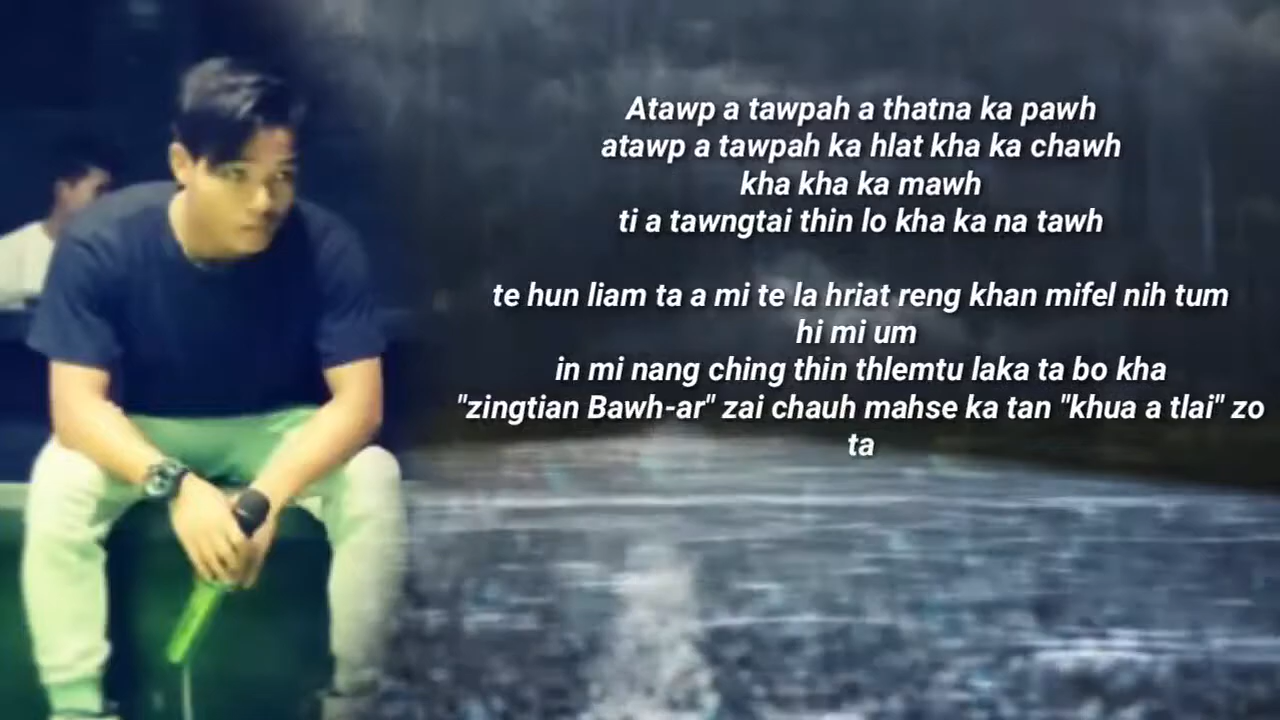 Atawp a tawpah a thatna ka pawh
atawp a tawpah ka hlat kha ka chawh
kha kha ka mawh
ti a tawngtai thin lo kha ka na tawh
te hun liam ta a mi te la hriat reng khan mifel nih tum
hi mi um
in mi nang ching thin thlemtu laka ta bo kha
"zingtian Bawh-ar" zai chauh mahse ka tan "khua a tlai" zo
ta